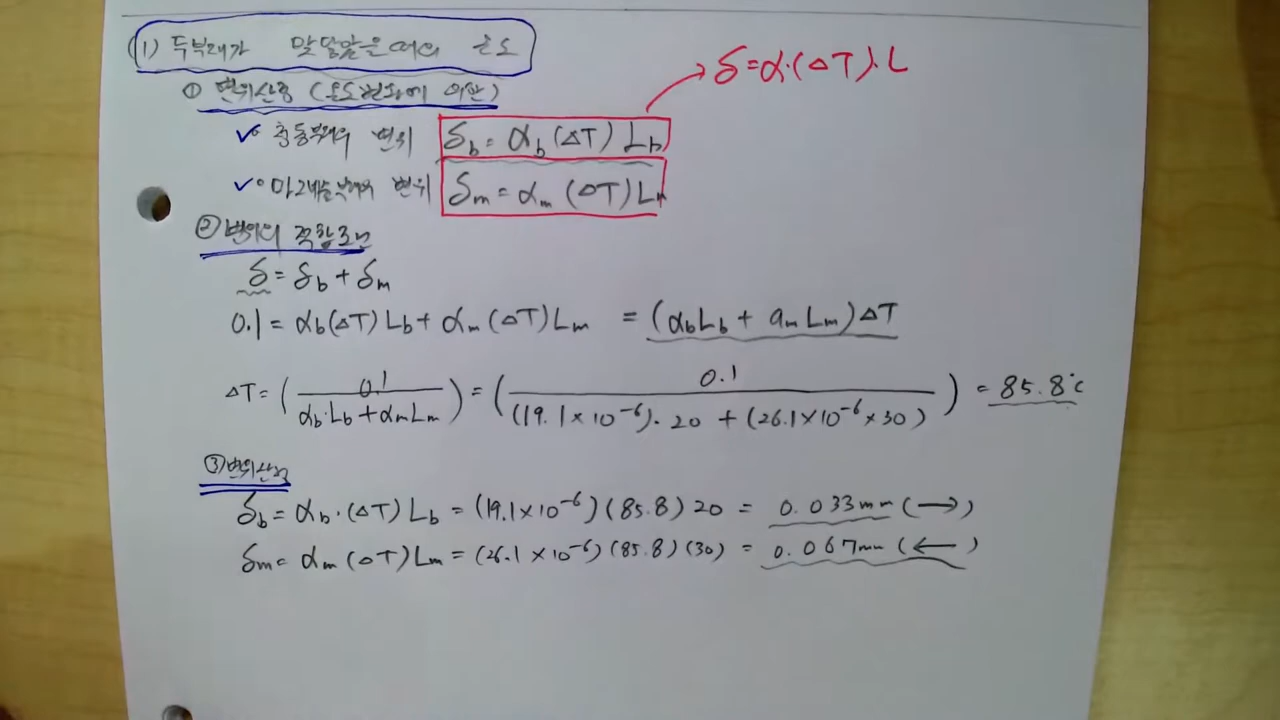 (1) 두부재가 맞닿았을때의 온도
δ=α·(ΔT)·L
① 변위산정 (온도변화에 의한)
✓ 청동부재의 변위 δb = αb (ΔT) Lb
✓ 마그네슘부재의 변위 δm = αm (ΔT) Lm
② 변위의 적합조건
δ = δb + δm
0.1 = αb(ΔT) Lb + αm (ΔT) Lm = (αbLb + amLm) ΔT
ΔT = (0.1 / αb·Lb + αmLm) = (0.1 / (19.1×10⁻⁶)·20 + (26.1×10⁻⁶×30)) = 85.8℃
③ 변위산정
δb = αb·(ΔT) Lb = (19.1×10⁻⁶)(85.8) 20 = 0.033mm (→)
δm = αm (ΔT) Lm = (26.1×10⁻⁶)(85.8)(30) = 0.067mm (←)